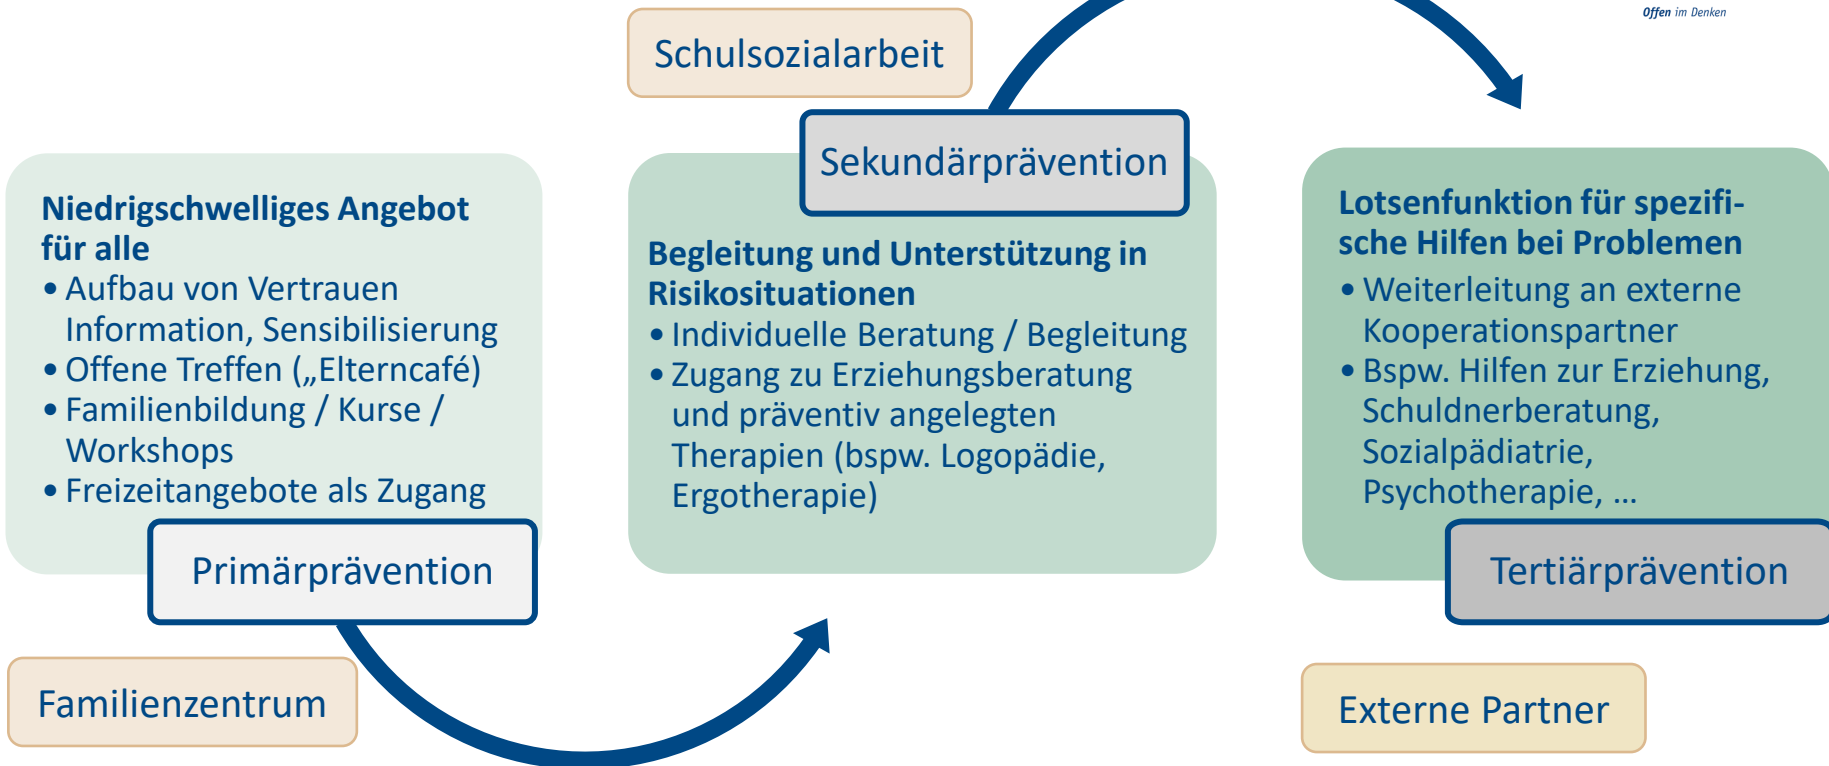 Offen im Denken
Schulsozialarbeit
Sekundärprävention
Niedrigschwelliges Angebot
für alle
• Aufbau von Vertrauen
Information, Sensibilisierung
• Offene Treffen („Elterncafé)
• Familienbildung / Kurse /
Workshops
• Freizeitangebote als Zugang
Primärprävention
Familienzentrum
Begleitung und Unterstützung in
Risikosituationen
• Individuelle Beratung / Begleitung
• Zugang zu Erziehungsberatung
und präventiv angelegten
Therapien (bspw. Logopädie,
Ergotherapie)
Lotsenfunktion für spezifi-
sche Hilfen bei Problemen
• Weiterleitung an externe
Kooperationspartner
• Bspw. Hilfen zur Erziehung,
Schuldnerberatung,
Sozialpädiatrie,
Psychotherapie, ...
Tertiärprävention
Externe Partner